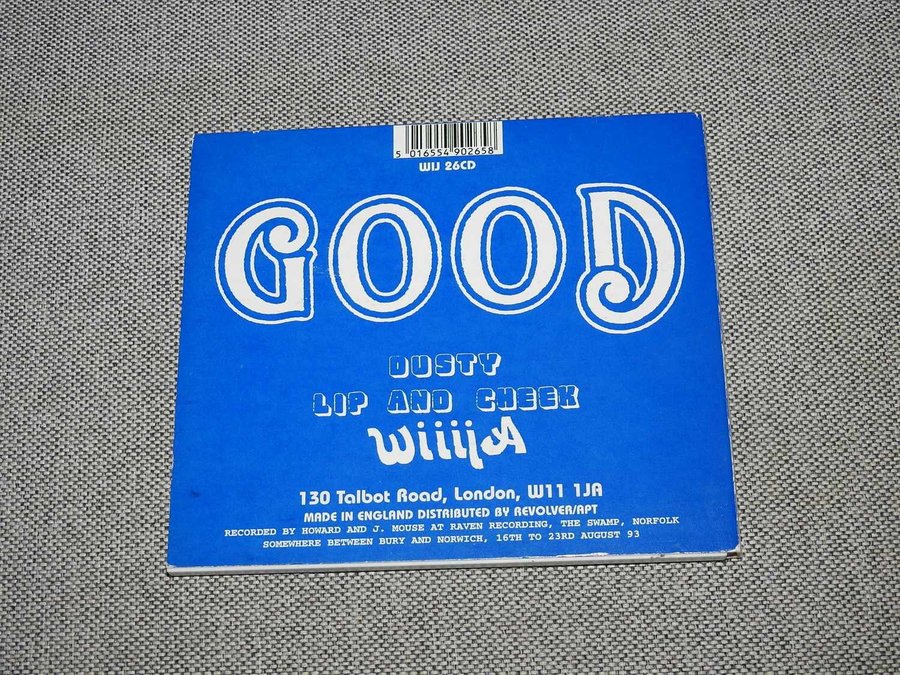 5 016554 902658
WIJ 26CD
GOOD
DUSTY
LIP AND CHEEK
wiiijA
130 Talbot Road, London, W11 1JA
MADE IN ENGLAND DISTRIBUTED BY REVOLVER/APT
RECORDED BY HOWARD AND J. MOUSE AT RAVEN RECORDING, THE SWAMP, NORFOLK
SOMEWHERE BETWEEN BURY AND NORWICH, 16TH TO 23RD AUGUST 93